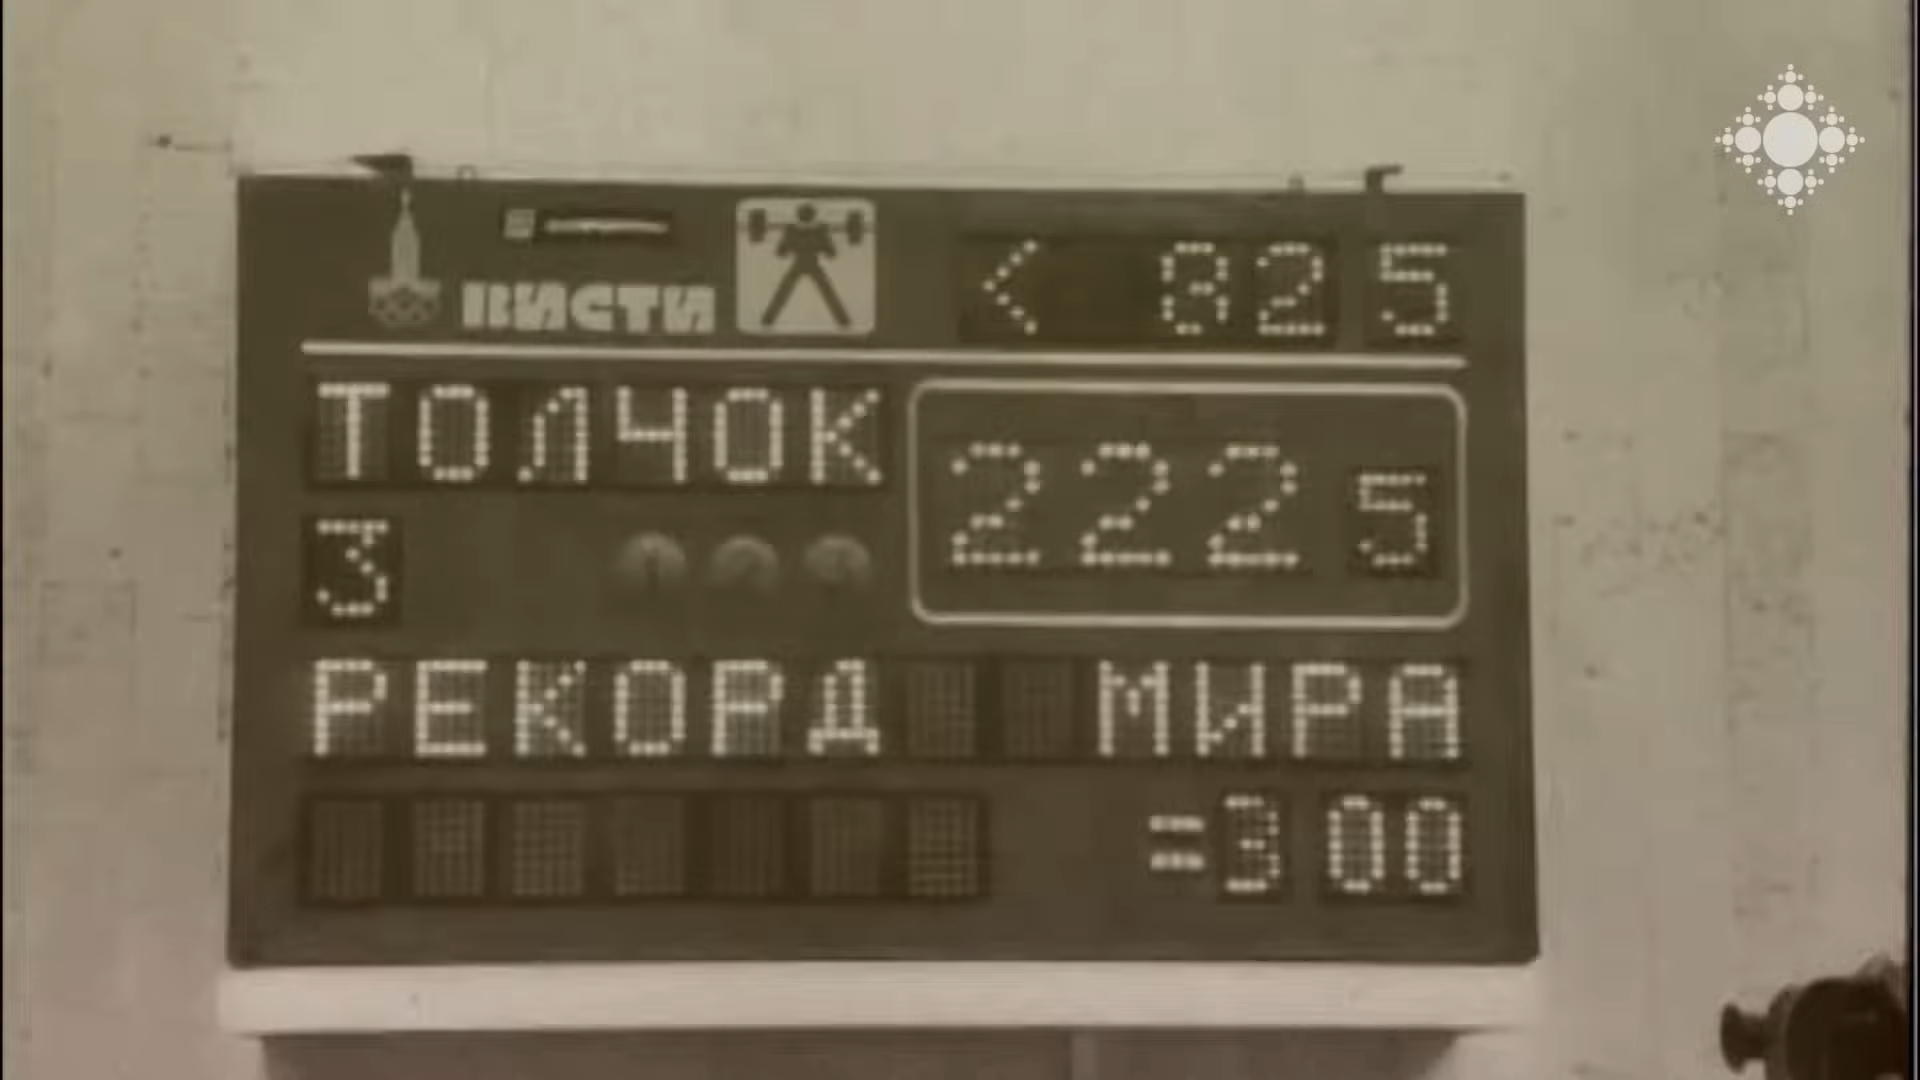 ВИСТИ < 82 5
ТОЛЧОК
222 5
3
РЕКОРД МИРА
=3 00